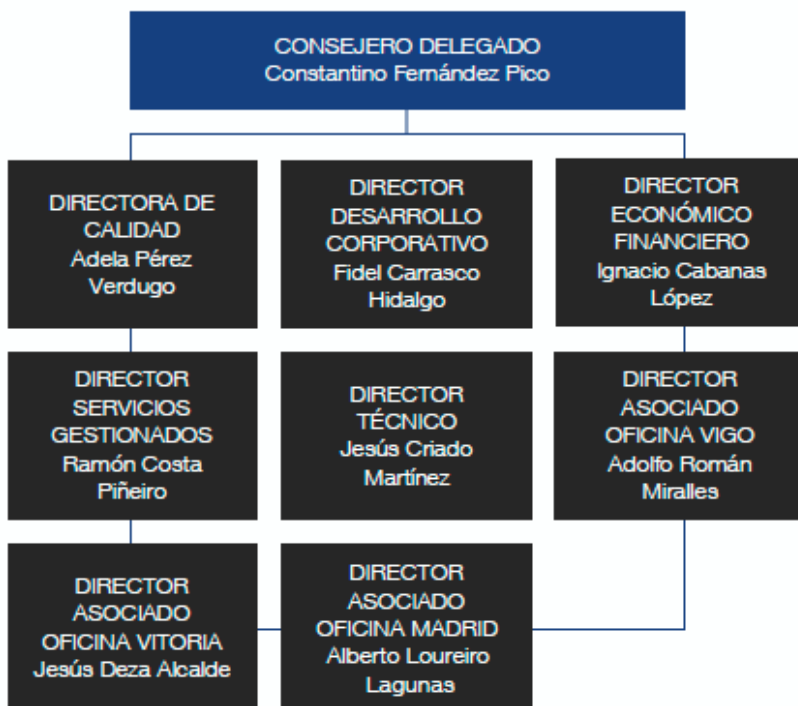 CONSEJERO DELEGADO
Constantino Fernández Pico
DIRECTORA DE
CALIDAD
Adela Pérez
Verdugo
DIRECTOR
DESARROLLO
CORPORATIVO
Fidel Carrasco
Hidalgo
DIRECTOR
ECONÓMICO
FINANCIERO
Ignacio Cabanas
López
DIRECTOR
SERVICIOS
GESTIONADOS
Ramón Costa
Piñeiro
DIRECTOR
TÉCNICO
Jesús Criado
Martínez
DIRECTOR
ASOCIADO
OFICINA VIGO
Adolfo Román
Miralles
DIRECTOR
ASOCIADO
OFICINA VITORIA
Jesús Deza Alcalde
DIRECTOR
ASOCIADO
OFICINA MADRID
Alberto Loureiro
Lagunas